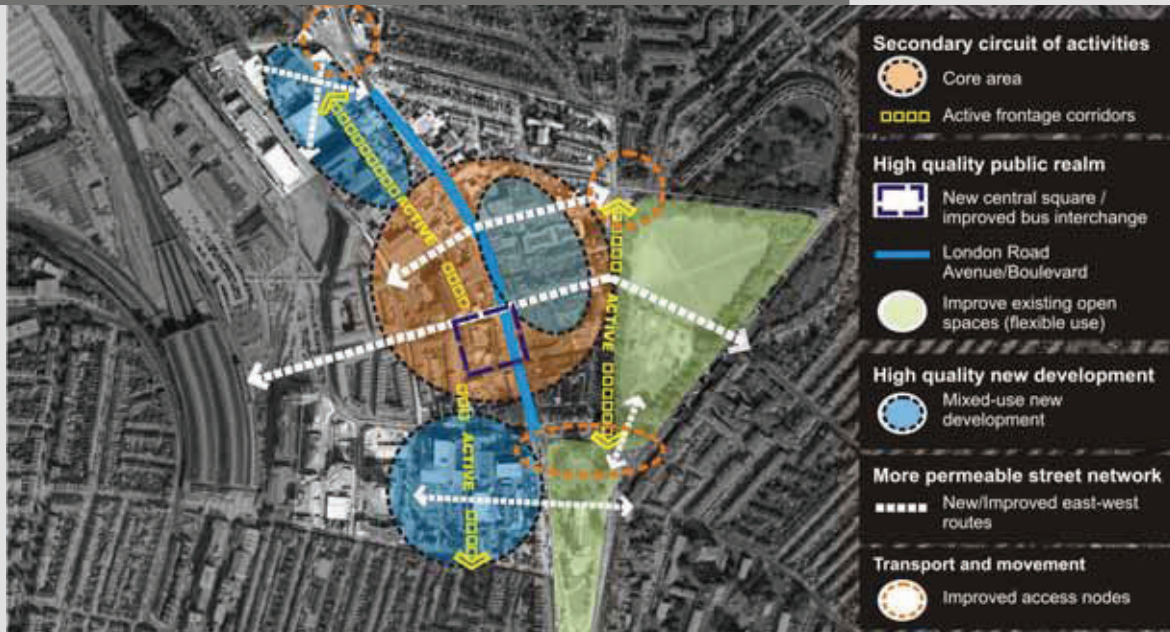 Secondary circuit of activities
Core area
Active frontage corridors
High quality public realm
New central square /
improved bus interchange
London Road
Avenue/Boulevard
Improve existing open
spaces (flexible use)
High quality new development
Mixed-use new
development
More permeable street network
New/Improved east-west
routes
Transport and movement
Improved access nodes
ACTIVE
ACTIVE
ACTIVE